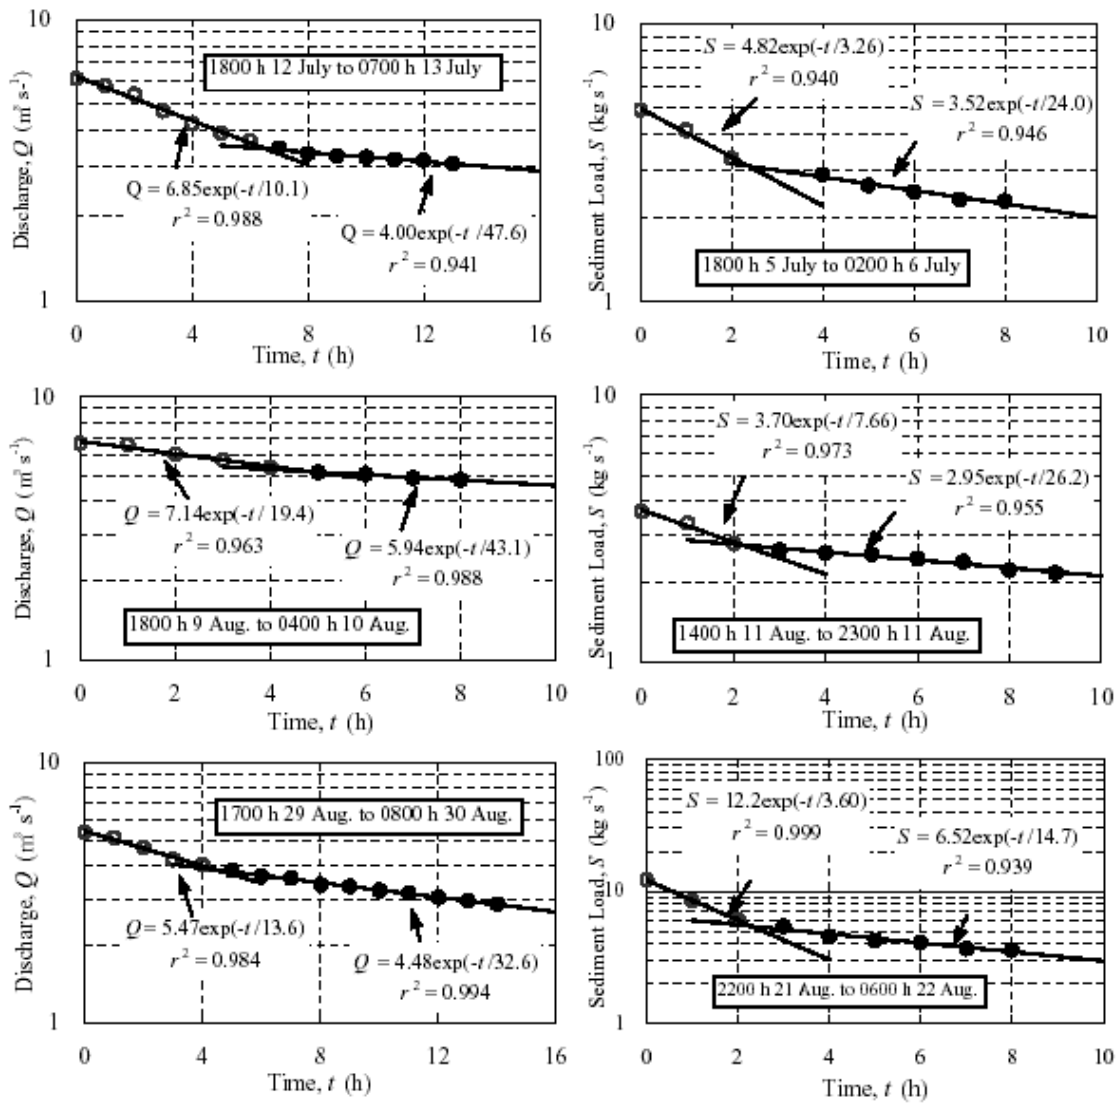 10
1800 h 12 July to 0700 h 13 July
Discharge, Q (m³ s-¹)
Q = 6.85exp(-t/10.1)
r² = 0.988
Q = 4.00exp(-t /47.6)
r² = 0.941
1
0 4 8 12 16
Time, t (h)
10
S = 4.82exp(-t/3.26)
r² = 0.940
S = 3.52exp(-t/24.0)
r² = 0.946
Sediment Load, S (kg s-¹)
1800 h 5 July to 0200 h 6 July
1
0 2 4 6 8 10
Time, t (h)
10
Discharge, Q (m³ s-¹)
Q = 7.14exp(-t / 19.4)
r² = 0.963
Q = 5.94exp(-t/43.1)
r² = 0.988
1800 h 9 Aug. to 0400 h 10 Aug.
1
0 2 4 6 8 10
Time, t (h)
10
S = 3.70exp(-t/7.66)
r² = 0.973
S = 2.95exp(-t/26.2)
r² = 0.955
Sediment Load, S (kg s-¹)
1400 h 11 Aug. to 2300 h 11 Aug.
1
0 2 4 6 8 10
Time, t (h)
10
1700 h 29 Aug. to 0800 h 30 Aug.
Discharge, Q (m³ s-¹)
Q = 5.47exp(-t/13.6)
r² = 0.984
Q = 4.48exp(-t/32.6)
r² = 0.994
1
0 4 8 12 16
Time, t (h)
100
S = 12.2exp(-t/3.60)
r² = 0.999
S = 6.52exp(-t/14.7)
r² = 0.939
10
Sediment Load, S (kg s-¹)
2200 h 21 Aug. to 0600 h 22 Aug.
1
0 2 4 6 8 10
Time, t (h)